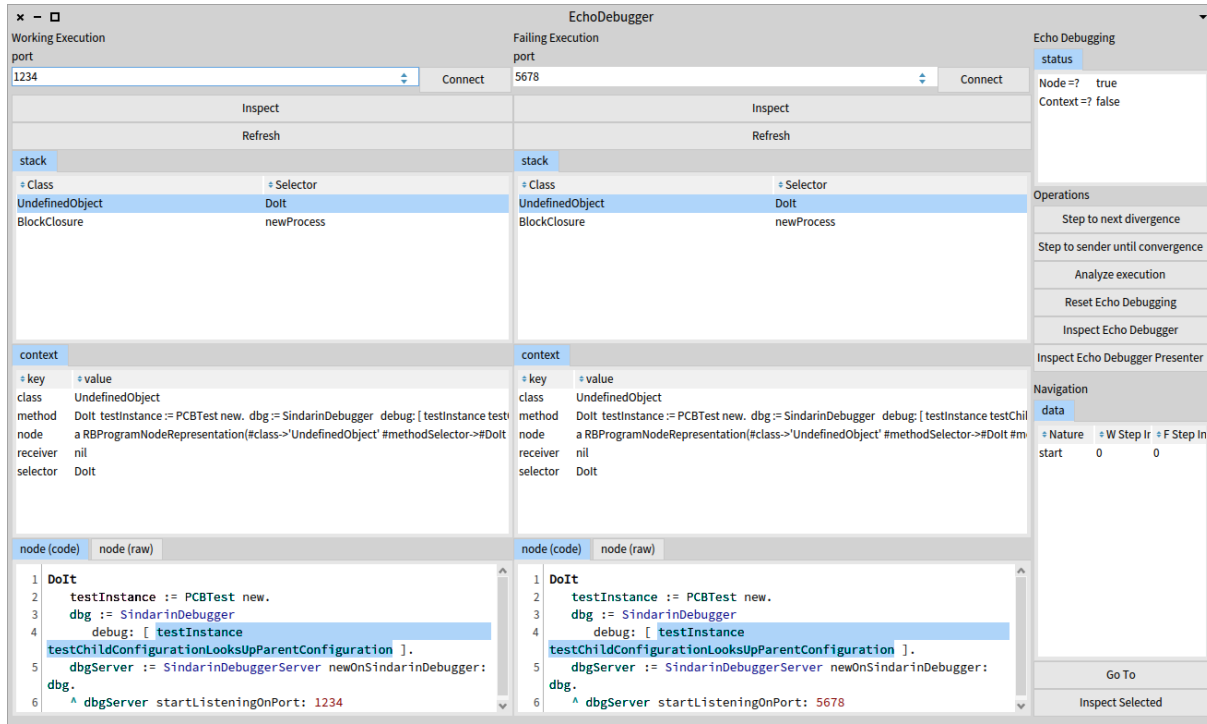 EchoDebugger
Working Execution
port
1234
Connect
Inspect
Refresh
stack
Class Selector
UndefinedObject DoIt
BlockClosure newProcess
context
key value
class UndefinedObject
method DoIt testInstance := PCBTest new. dbg := SindarinDebugger debug: [ testInstance test
node a RBProgramNodeRepresentation(#class->'UndefinedObject' #methodSelector->#DoIt
receiver nil
selector DoIt
node (code) node (raw)
1 DoIt
2 testInstance := PCBTest new.
3 dbg := SindarinDebugger
4 debug: [ testInstance
testChildConfigurationLooksUpParentConfiguration ].
5 dbgServer := SindarinDebuggerServer newOnSindarinDebugger:
dbg.
6 ^ dbgServer startListeningOnPort: 1234
Failing Execution
port
5678
Connect
Inspect
Refresh
stack
Class Selector
UndefinedObject DoIt
BlockClosure newProcess
context
key value
class UndefinedObject
method DoIt testInstance := PCBTest new. dbg := SindarinDebugger debug: [ testInstance testChil
node a RBProgramNodeRepresentation(#class->'UndefinedObject' #methodSelector->#DoIt #m
receiver nil
selector DoIt
node (code) node (raw)
1 DoIt
2 testInstance := PCBTest new.
3 dbg := SindarinDebugger
4 debug: [ testInstance
testChildConfigurationLooksUpParentConfiguration ].
5 dbgServer := SindarinDebuggerServer newOnSindarinDebugger:
dbg.
6 ^ dbgServer startListeningOnPort: 5678
Echo Debugging
status
Node =? true
Context =? false
Operations
Step to next divergence
Step to sender until convergence
Analyze execution
Reset Echo Debugging
Inspect Echo Debugger
Inspect Echo Debugger Presenter
Navigation
data
Nature W Step Ir F Step In
start 0 0
Go To
Inspect Selected